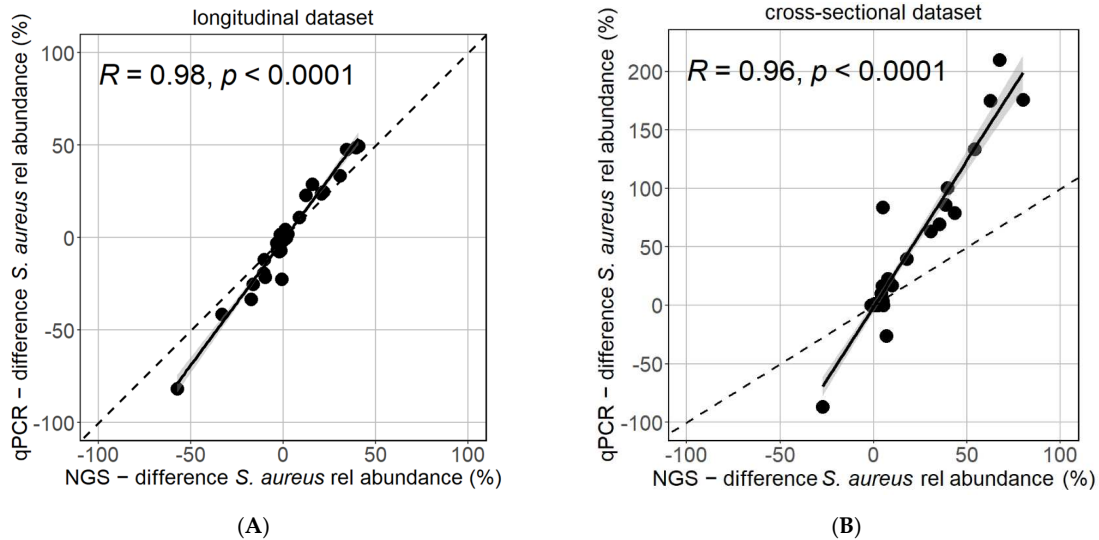 longitudinal dataset
qPCR − difference S. aureus rel abundance (%)
R = 0.98, p < 0.0001
100
50
0
-50
-100
-100 -50 0 50 100
NGS − difference S. aureus rel abundance (%)
(A)
cross-sectional dataset
qPCR − difference S. aureus rel abundance (%)
R = 0.96, p < 0.0001
200
150
100
50
0
-50
-100
-100 -50 0 50 100
NGS − difference S. aureus rel abundance (%)
(B)